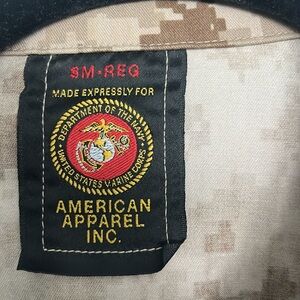 SM-REG
MADE EXPRESSLY FOR
DEPARTMENT OF THE NAVY
UNITED STATES MARINE CORPS
AMERICAN
APPAREL
INC.